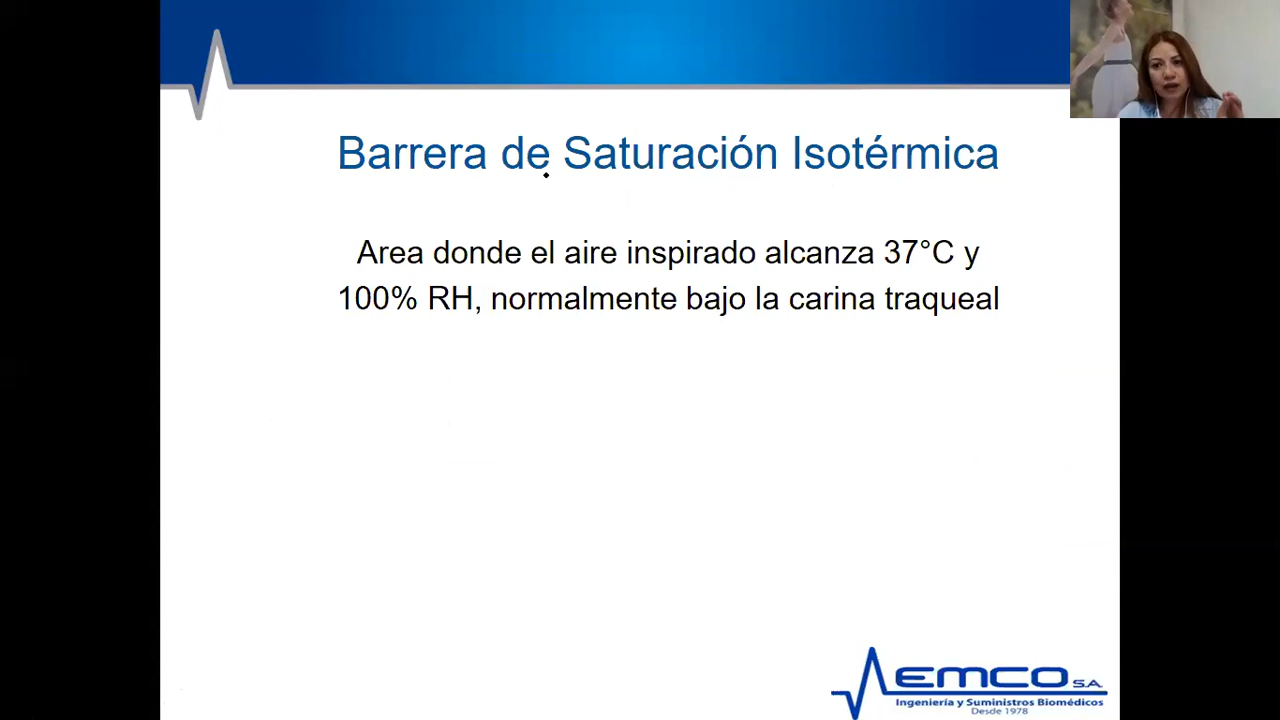 Barrera de Saturación Isotérmica
Area donde el aire inspirado alcanza 37°C y
100% RH, normalmente bajo la carina traqueal
EMCO S.A.
Ingeniería y Suministros Biomédicos
Desde 1978